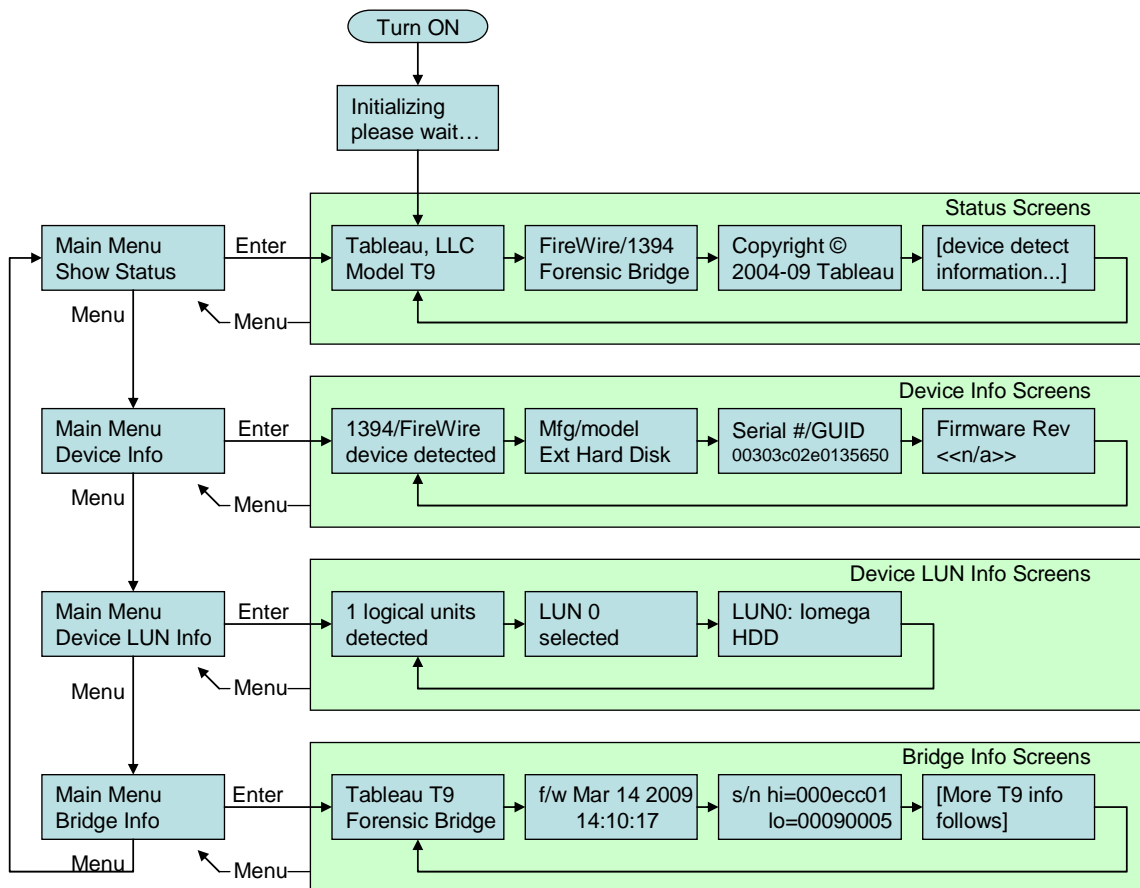 Turn ON
Initializing
please wait…
Status Screens
Main Menu
Show Status
Enter
Tableau, LLC
Model T9
FireWire/1394
Forensic Bridge
Copyright ©
2004-09 Tableau
[device detect
information...]
Menu
Menu
Device Info Screens
Main Menu
Device Info
Enter
1394/FireWire
device detected
Mfg/model
Ext Hard Disk
Serial #/GUID
00303c02e0135650
Firmware Rev
<<n/a>>
Menu
Menu
Device LUN Info Screens
Main Menu
Device LUN Info
Enter
1 logical units
detected
LUN 0
selected
LUN0: Iomega
HDD
Menu
Menu
Bridge Info Screens
Main Menu
Bridge Info
Enter
Tableau T9
Forensic Bridge
f/w Mar 14 2009
14:10:17
s/n hi=000ecc01
lo=00090005
[More T9 info
follows]
Menu
Menu